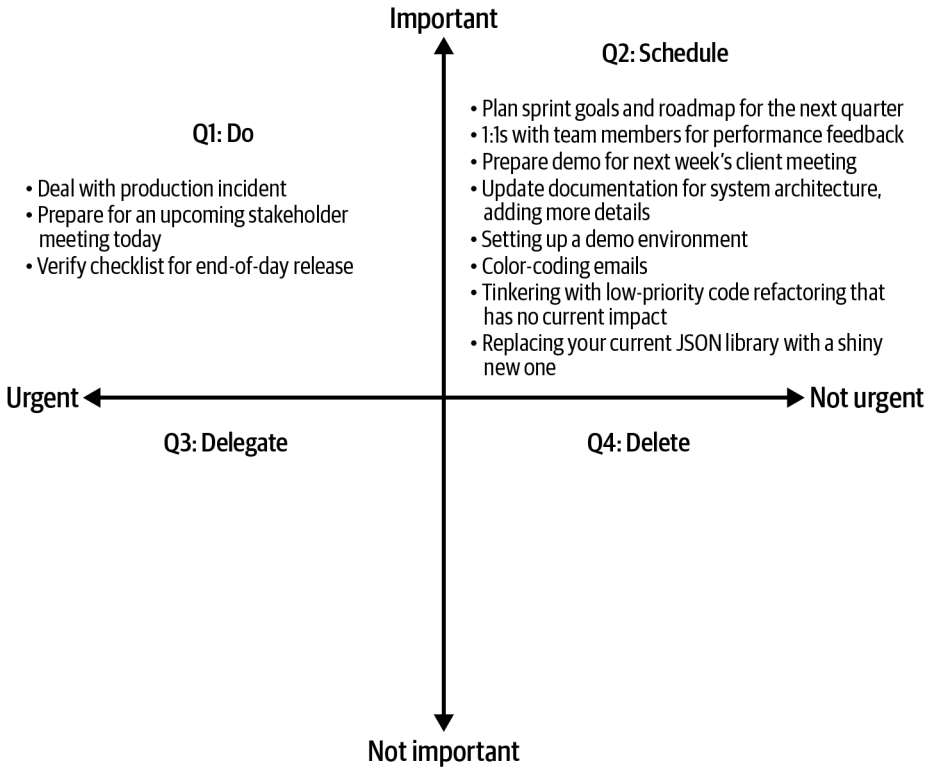 Important
Q2: Schedule
• Plan sprint goals and roadmap for the next quarter
• 1:1s with team members for performance feedback
• Prepare demo for next week's client meeting
• Update documentation for system architecture,
adding more details
• Setting up a demo environment
• Color-coding emails
• Tinkering with low-priority code refactoring that
has no current impact
• Replacing your current JSON library with a shiny
new one
Q1: Do
• Deal with production incident
• Prepare for an upcoming stakeholder
meeting today
• Verify checklist for end-of-day release
Urgent
Not urgent
Q3: Delegate
Q4: Delete
Not important